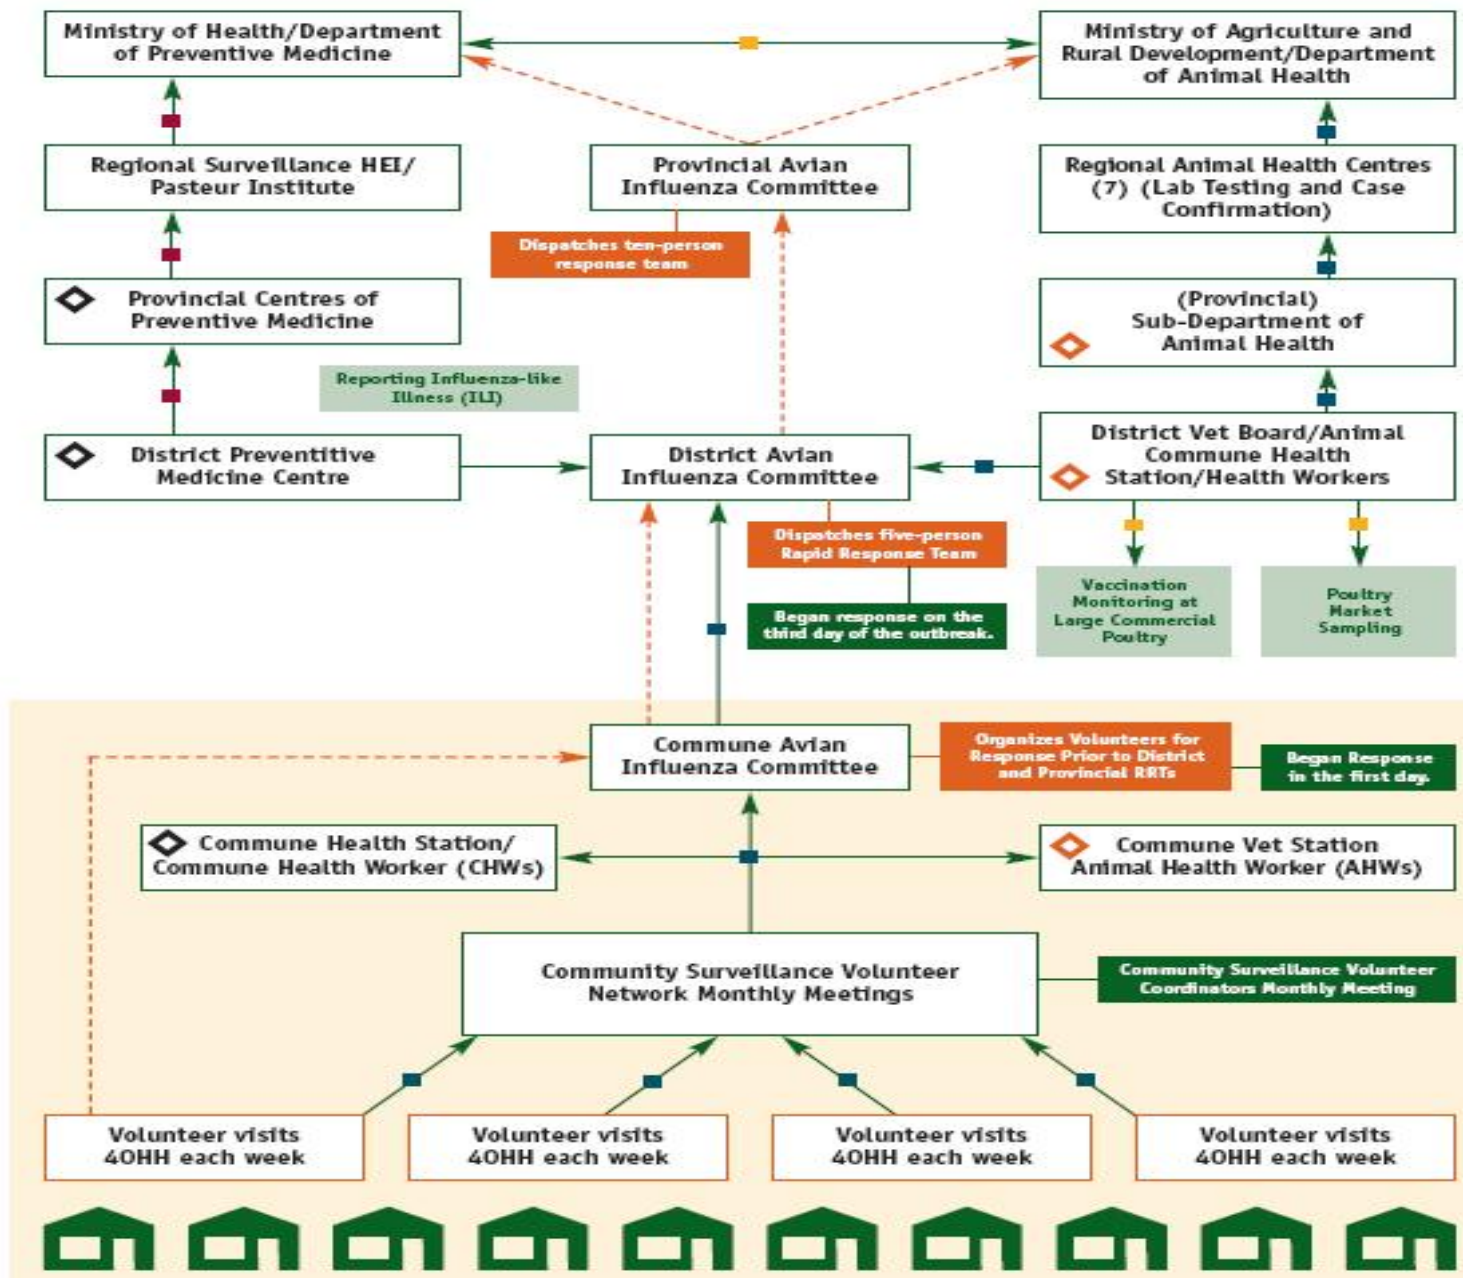 Ministry of Health/Department
of Preventive Medicine
Ministry of Agriculture and
Rural Development/Department
of Animal Health
Regional Surveillance HEI/
Pasteur Institute
Provincial Avian
Influenza Committee
Regional Animal Health Centres
(7) (Lab Testing and Case
Confirmation)
Dispatches ten-person
response team
Provincial Centres of
Preventive Medicine
(Provincial)
Sub-Department of
Animal Health
Reporting Influenza-like
Illness (ILI)
District Preventitive
Medicine Centre
District Avian
Influenza Committee
District Vet Board/Animal
Commune Health
Station/Health Workers
Dispatches five-person
Rapid Response Team
Began response on the
third day of the outbreak.
Vaccination
Monitoring at
Large Commercial
Poultry
Poultry
Market
Sampling
Commune Avian
Influenza Committee
Organizes Volunteers for
Response Prior to District
and Provincial RRTs
Began Response
in the first day.
Commune Health Station/
Commune Health Worker (CHWs)
Commune Vet Station
Animal Health Worker (AHWs)
Community Surveillance Volunteer
Network Monthly Meetings
Community Surveillance Volunteer
Coordinators Monthly Meeting
Volunteer visits
4OHH each week
Volunteer visits
4OHH each week
Volunteer visits
4OHH each week
Volunteer visits
4OHH each week